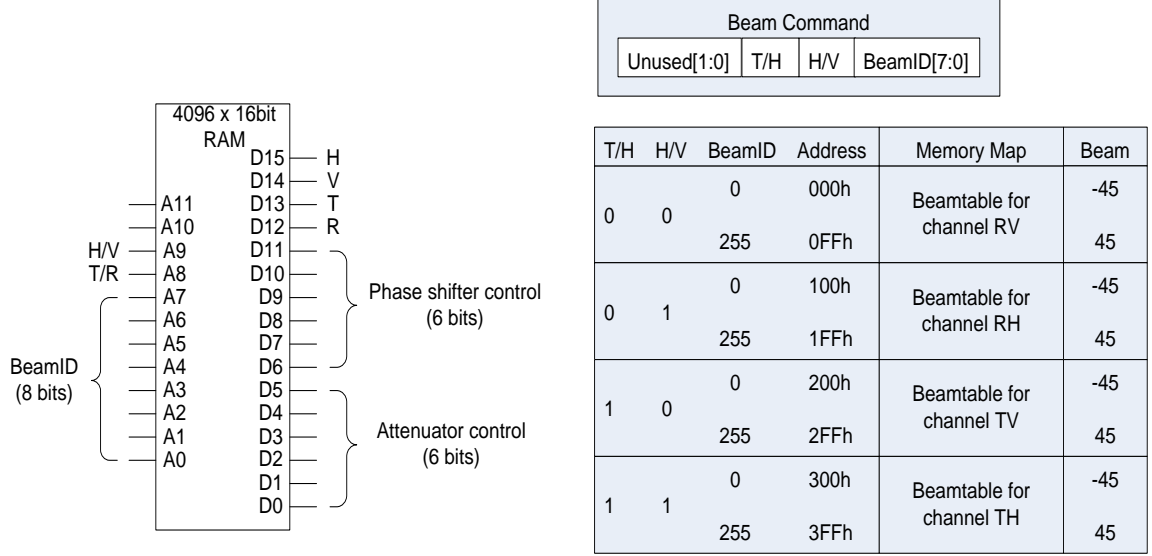 Beam Command
Unused[1:0] T/H H/V BeamID[7:0]
4096 x 16bit
RAM
D15 H
D14 V
A11 D13 T
A10 D12 R
H/V A9 D11
T/R A8 D10
A7 D9
A6 D8
A5 D7
A4 D6
A3 D5
A2 D4
A1 D3
A0 D2
D1
D0
BeamID
(8 bits)
Phase shifter control
(6 bits)
Attenuator control
(6 bits)
T/H H/V BeamID Address Memory Map Beam
0 0
0 000h -45
Beamtable for
channel RV
255 0FFh 45
0 1
0 100h -45
Beamtable for
channel RH
255 1FFh 45
1 0
0 200h -45
Beamtable for
channel TV
255 2FFh 45
1 1
0 300h -45
Beamtable for
channel TH
255 3FFh 45